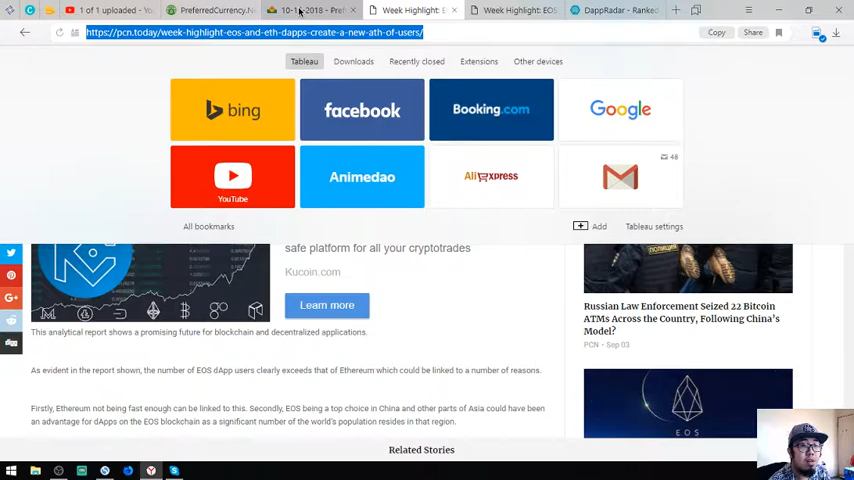 1 of 1 uploaded - Yo
PreferredCurrency.N
10-1 -2018 - Pref
Week Highlight: E
Week Highlight: EOS
DappRadar - Ranked
https://pcn.today/week-highlight-eos-and-eth-dapps-create-a-new-ath-of-users/
Copy
Share
Tableau
Downloads
Recently closed
Extensions
Other devices
bing
facebook
Booking.com
Google
48
YouTube
Animedao
AliExpress
All bookmarks
Add
Tableau settings
safe platform for all your cryptotrades
Kucoin.com
Learn more
This analytical report shows a promising future for blockchain and decentralized applications.
As evident in the report shown, the number of EOS dApp users clearly exceeds that of Ethereum which could be linked to a number of reasons.
Firstly, Ethereum not being fast enough can be linked to this. Secondly, EOS being a top choice in China and other parts of Asia could have been
an advantage for dApps on the EOS blockchain as a significant number of the world's population resides in that region.
Russian Law Enforcement Seized 22 Bitcoin
ATMs Across the Country, Following China's
Model?
PCN - Sep 03
EOS
Related Stories